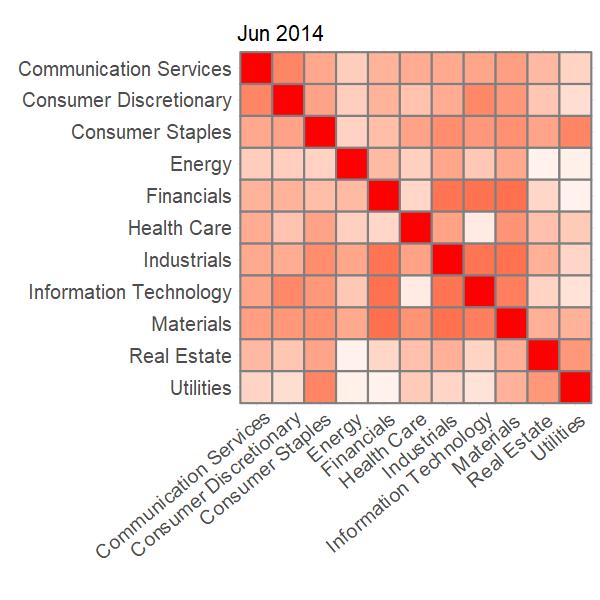 Jun 2014
Communication Services
Consumer Discretionary
Consumer Staples
Energy
Financials
Health Care
Industrials
Information Technology
Materials
Real Estate
Utilities
Communication Services
Consumer Discretionary
Consumer Staples
Energy
Financials
Health Care
Industrials
Information Technology
Materials
Real Estate
Utilities